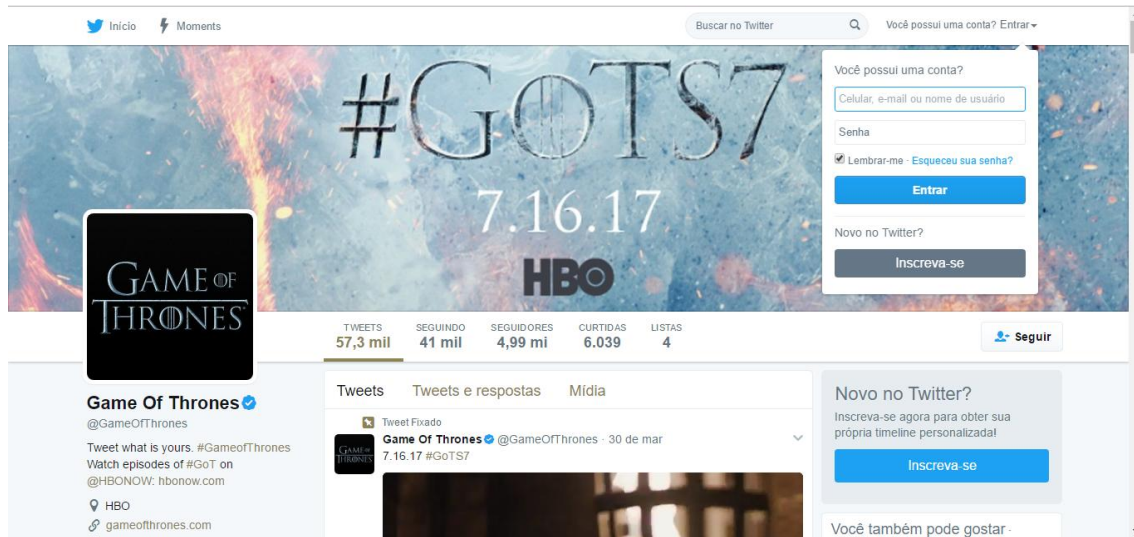 Início
Moments
Buscar no Twitter
Você possui uma conta? Entrar
#GoTS7
7.16.17
HBO
Você possui uma conta?
Celular, e-mail ou nome de usuário
Senha
Lembrar-me · Esqueceu sua senha?
Entrar
Novo no Twitter?
Inscreva-se
GAME OF
THRONES
TWEETS
57,3 mil
SEGUINDO
41 mil
SEGUIDORES
4,99 mi
CURTIDAS
6.039
LISTAS
4
Seguir
Game Of Thrones
@GameOfThrones
Tweet what is yours. #GameofThrones
Watch episodes of #GoT on
@HBONOW: hbonow.com
HBO
gameofthrones.com
Tweets Tweets e respostas Mídia
Tweet Fixado
GAME OF
THRONES
Game Of Thrones @GameOfThrones · 30 de mar
7.16.17 #GoTS7
Novo no Twitter?
Inscreva-se agora para obter sua
própria timeline personalizada!
Inscreva-se
Você também pode gostar ·